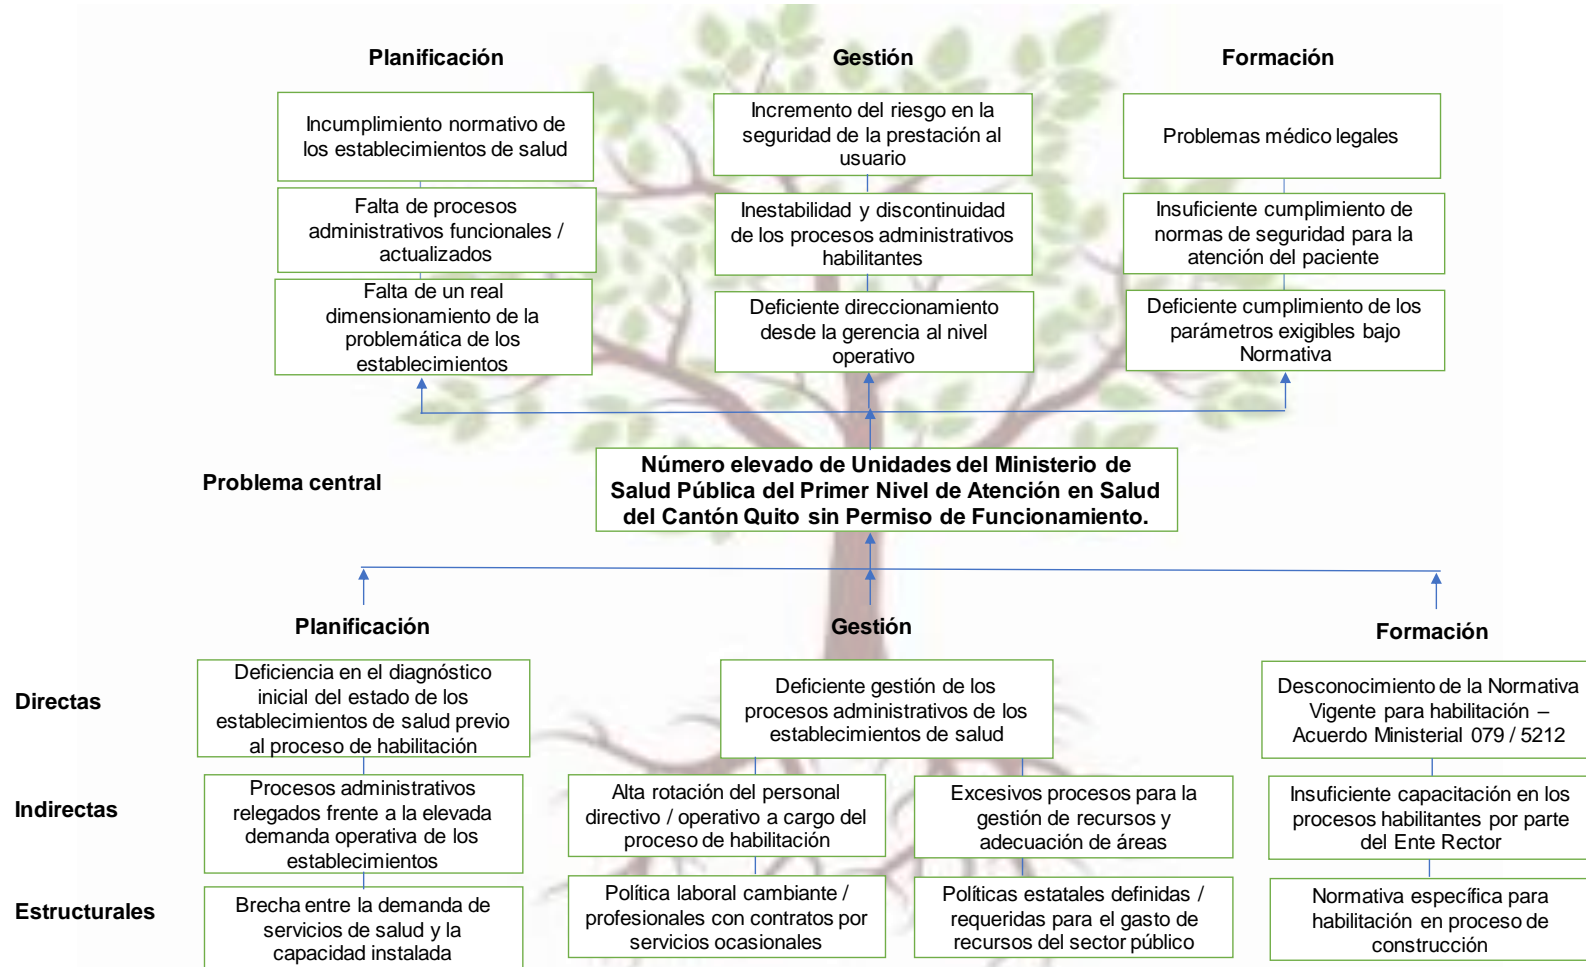 Planificación
Gestión
Formación
Incumplimiento normativo de
los establecimientos de salud
Incremento del riesgo en la
seguridad de la prestación al
usuario
Problemas médico legales
Falta de procesos
administrativos funcionales /
actualizados
Inestabilidad y discontinuidad
de los procesos administrativos
habilitantes
Insuficiente cumplimiento de
normas de seguridad para la
atención del paciente
Falta de un real
dimensionamiento de la
problemática de los
establecimientos
Deficiente direccionamiento
desde la gerencia al nivel
operativo
Deficiente cumplimiento de los
parámetros exigibles bajo
Normativa
Problema central
Número elevado de Unidades del Ministerio de
Salud Pública del Primer Nivel de Atención en Salud
del Cantón Quito sin Permiso de Funcionamiento.
Planificación
Gestión
Formación
Directas
Deficiencia en el diagnóstico
inicial del estado de los
establecimientos de salud previo
al proceso de habilitación
Deficiente gestión de los
procesos administrativos de los
establecimientos de salud
Desconocimiento de la Normativa
Vigente para habilitación –
Acuerdo Ministerial 079 / 5212
Indirectas
Procesos administrativos
relegados frente a la elevada
demanda operativa de los
establecimientos
Alta rotación del personal
directivo / operativo a cargo del
proceso de habilitación
Excesivos procesos para la
gestión de recursos y
adecuación de áreas
Insuficiente capacitación en los
procesos habilitantes por parte
del Ente Rector
Estructurales
Brecha entre la demanda de
servicios de salud y la
capacidad instalada
Política laboral cambiante /
profesionales con contratos por
servicios ocasionales
Políticas estatales definidas /
requeridas para el gasto de
recursos del sector público
Normativa específica para
habilitación en proceso de
construcción